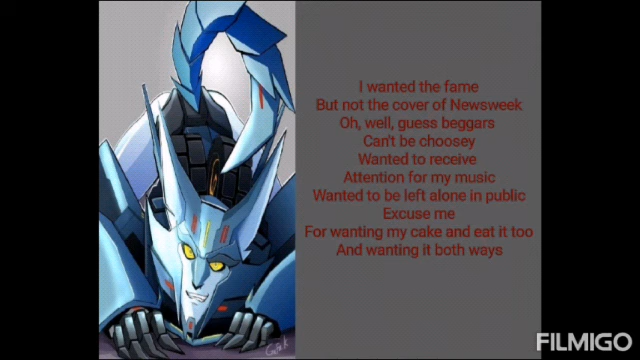 I wanted the fame
But not the cover of Newsweek
Oh, well, guess beggars
Can't be choosey
Wanted to receive
Attention for my music
Wanted to be left alone in public
Excuse me
For wanting my cake and eat it too
And wanting it both ways
FILMIGO